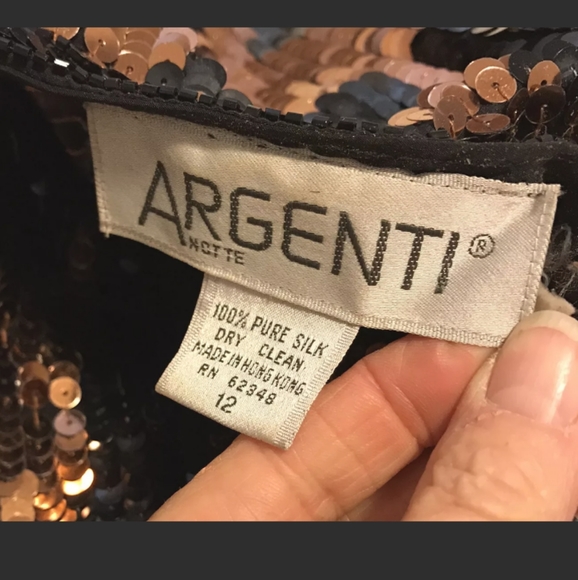 ARGENTI®
NOTTE
100% PURE SILK
DRY CLEAN
MADE IN HONG KONG
RN 62348
12